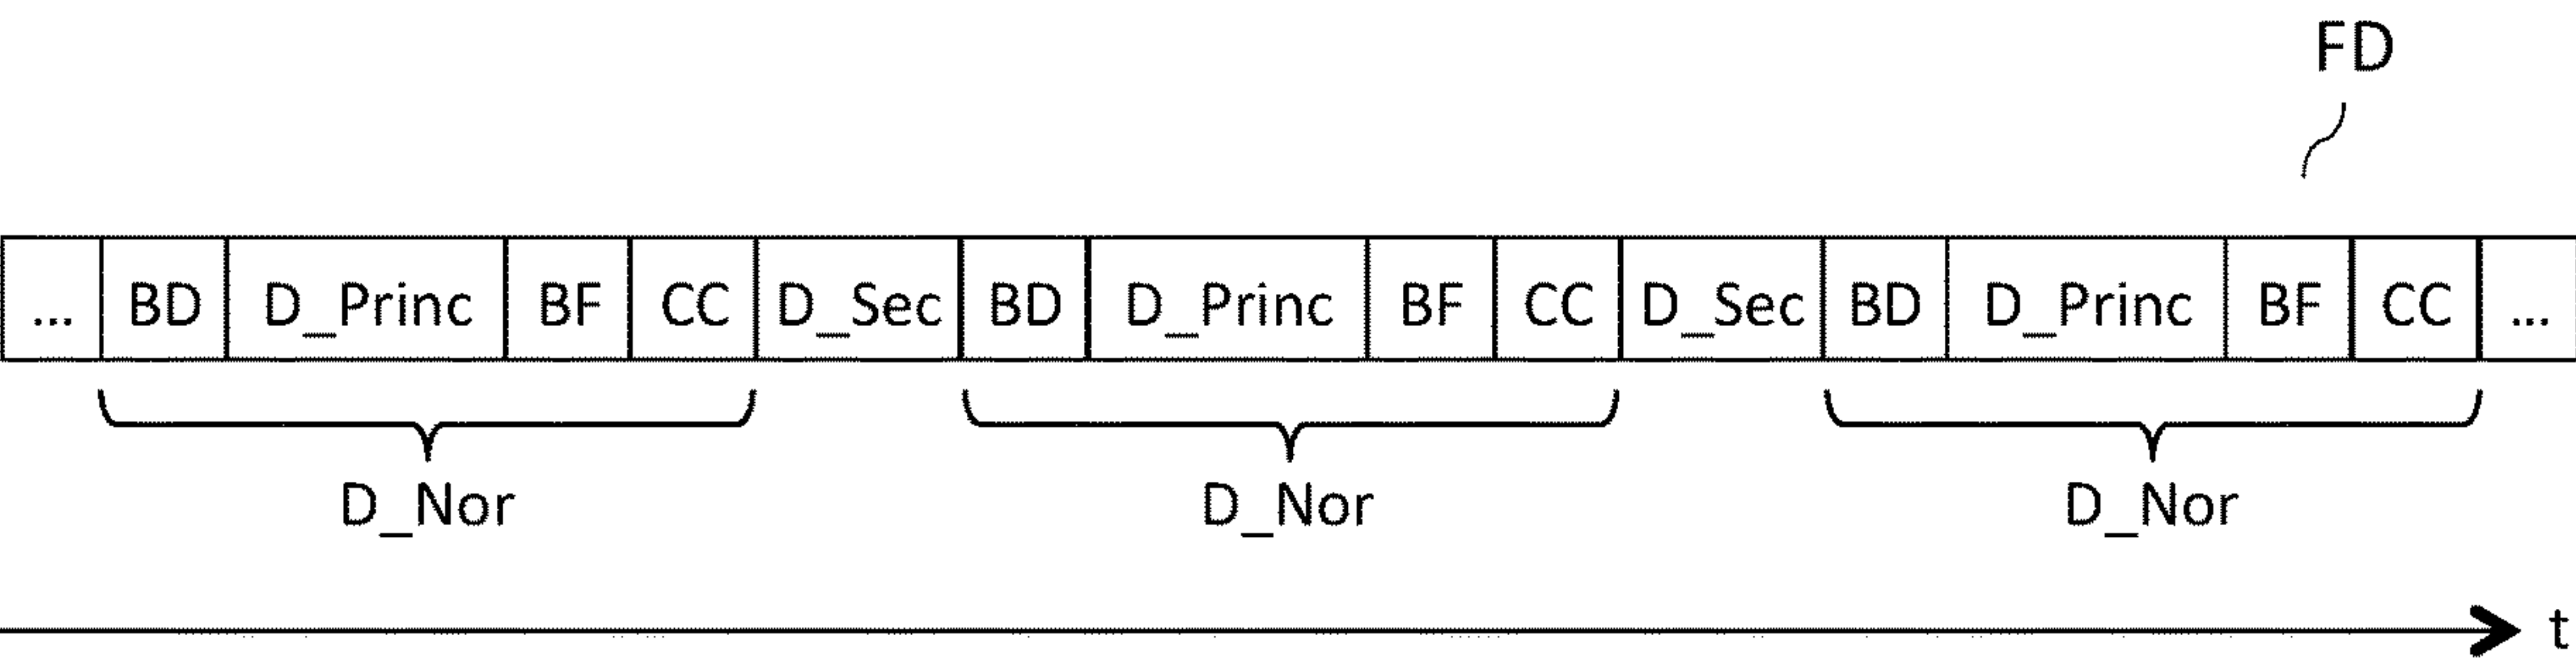 FD
... BD D_Princ BF CC D_Sec BD D_Princ BF CC D_Sec BD D_Princ BF CC ...
D_Nor D_Nor D_Nor
t